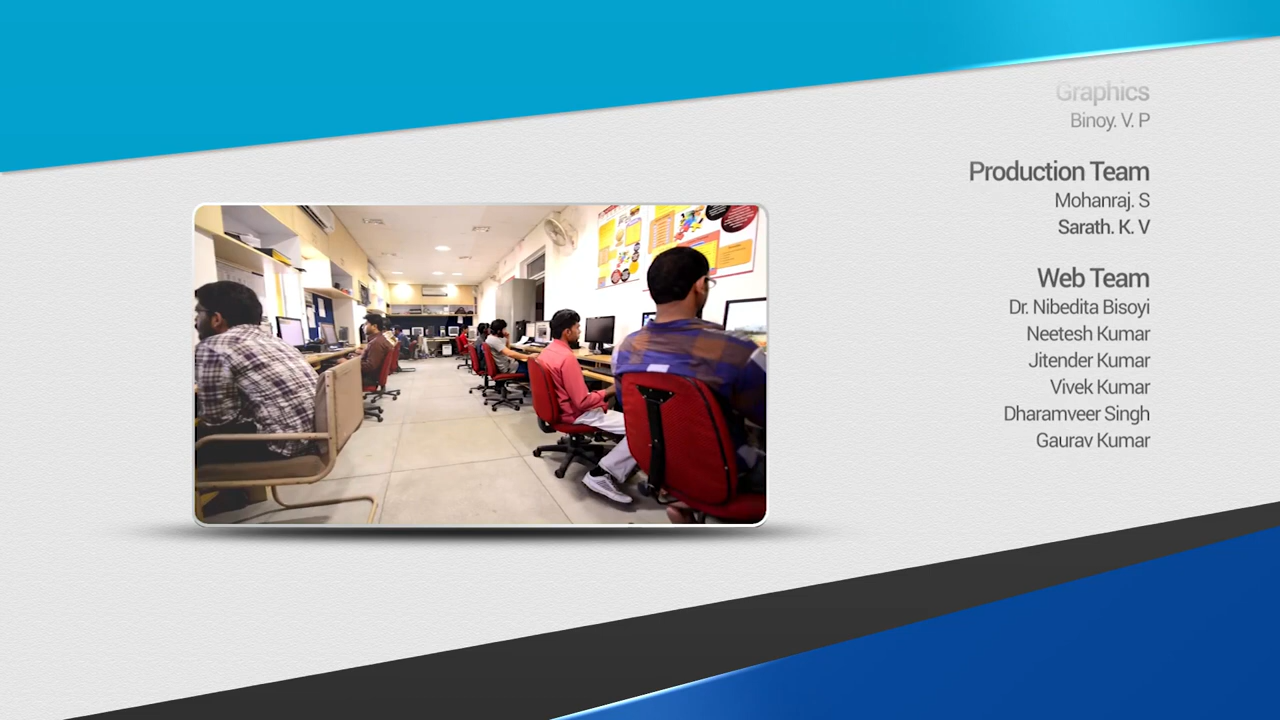 Graphics
Binoy. V. P
Production Team
Mohanraj. S
Sarath. K. V
Web Team
Dr. Nibedita Bisoyi
Neetesh Kumar
Jitender Kumar
Vivek Kumar
Dharamveer Singh
Gaurav Kumar